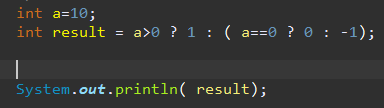 int a=10;
int result = a>0 ? 1 : ( a==0 ? 0 : -1);
System.out.println( result);